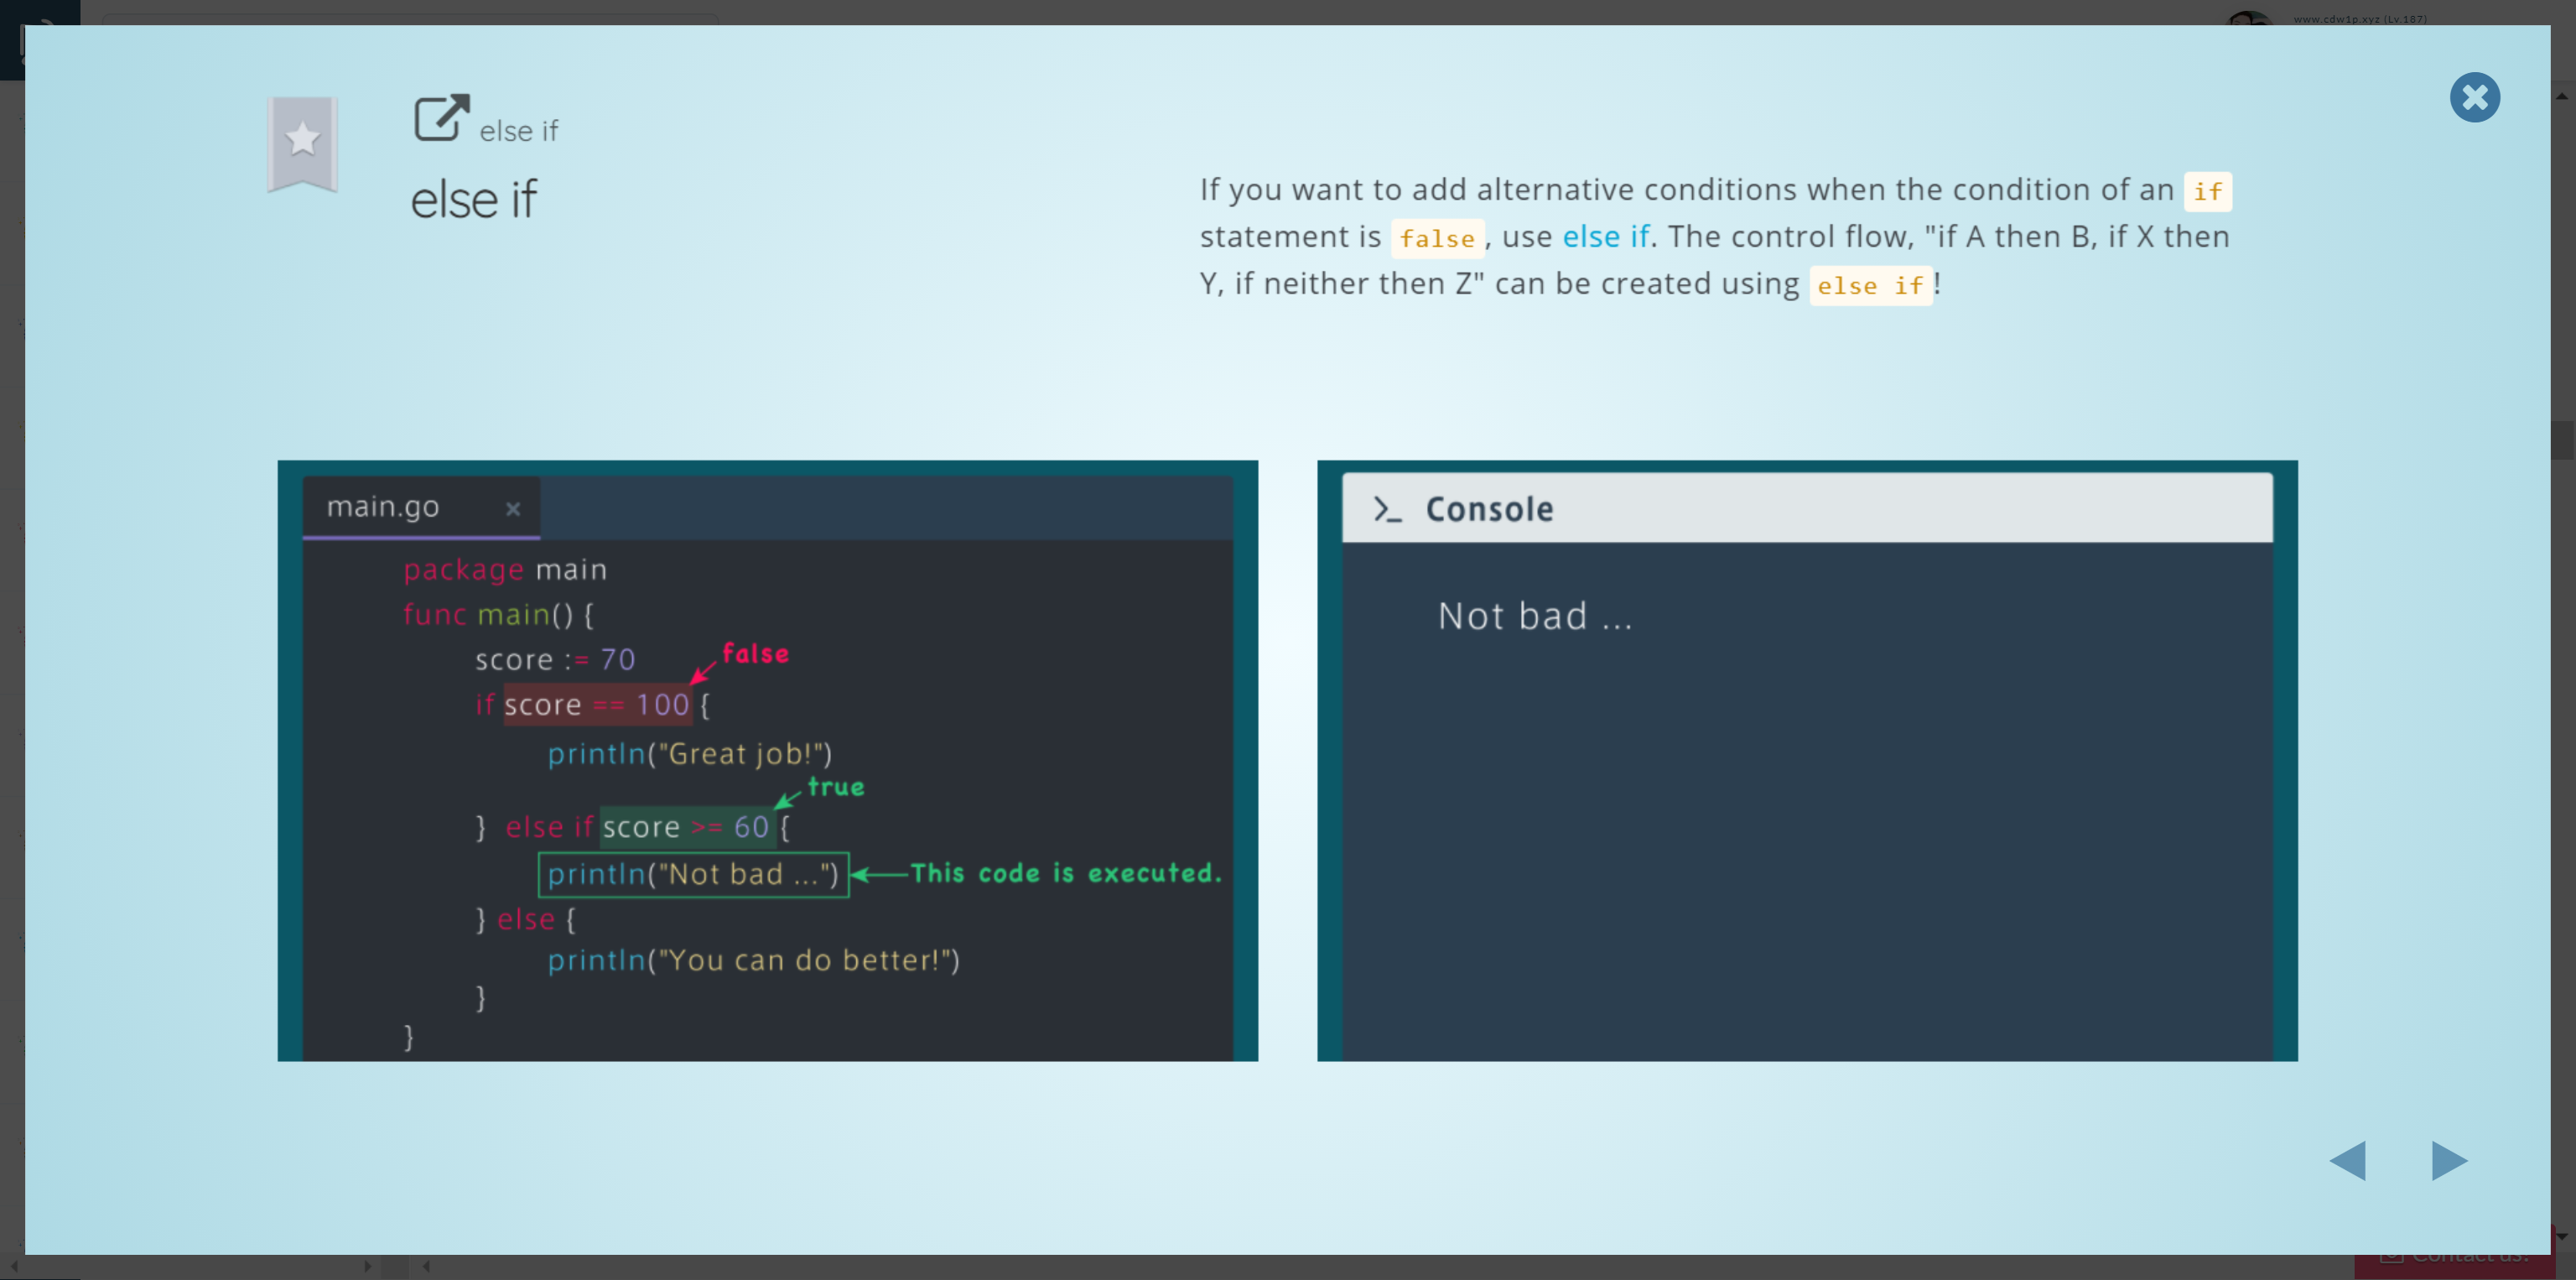 www.cdw1p.xyz (Lv.187)
else if
else if
If you want to add alternative conditions when the condition of an if
statement is false , use else if. The control flow, "if A then B, if X then
Y, if neither then Z" can be created using else if!
main.go ×
package main
func main() {
score := 70
false
if score == 100 {
println("Great job!")
true
} else if score >= 60 {
println("Not bad ...") This code is executed.
} else {
println("You can do better!")
}
}
>_ Console
Not bad ...
Contact us!